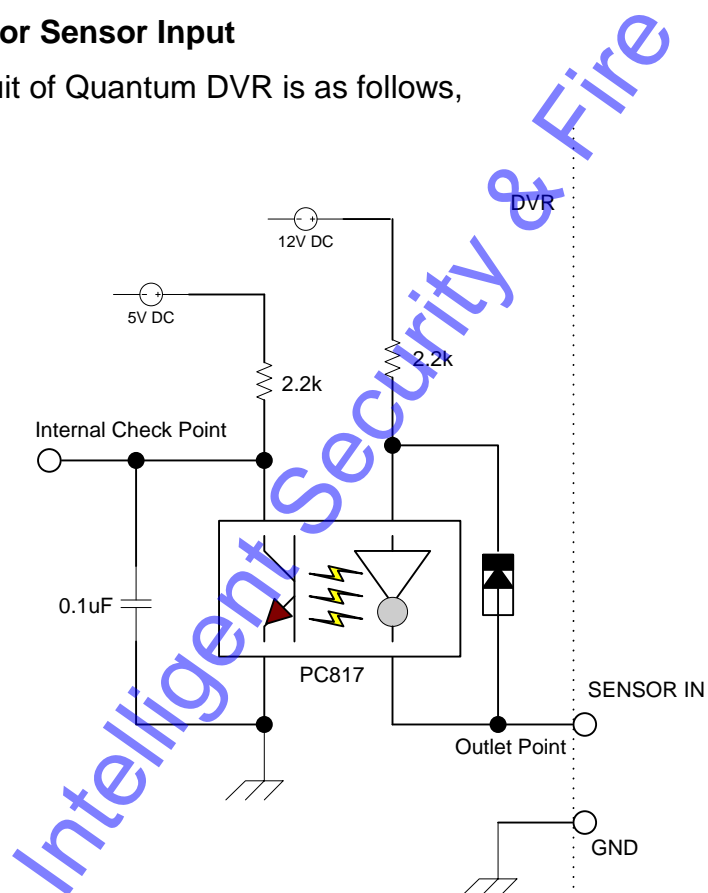 or Sensor Input
uit of Quantum DVR is as follows,
DVR
- +
12V DC
- +
5V DC
2.2k
2.2k
Internal Check Point
0.1uF
PC817
SENSOR IN
Outlet Point
GND
Intelligent Security & Fire